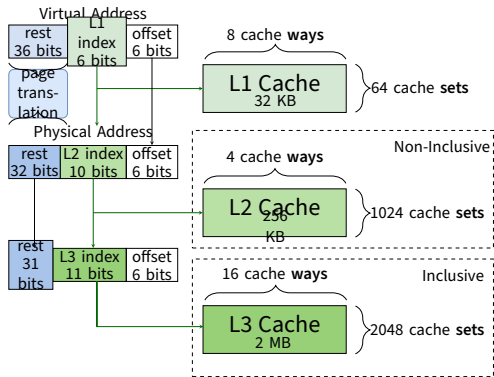 Virtual Address
rest
36 bits
L1
index
6 bits
offset
6 bits
8 cache ways
L1 Cache
32 KB
64 cache sets
page
trans-
lation
Physical Address
Non-Inclusive
rest
32 bits
L2 index
10 bits
offset
6 bits
4 cache ways
L2 Cache
256
KB
1024 cache sets
rest
31
bits
L3 index
11 bits
offset
6 bits
Inclusive
16 cache ways
L3 Cache
2 MB
2048 cache sets